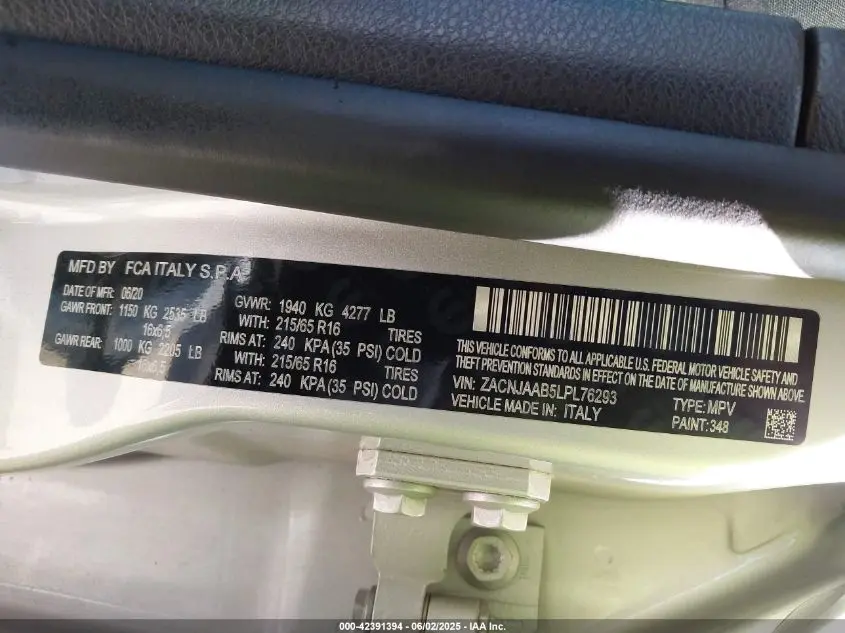 MFD BY FCA ITALY S.P.A
DATE OF MFR: 06/20
GAWR FRONT: 1150 KG 2535 LB
16x6.5
GAWR REAR: 1000 KG 2205 LB
GVWR: 1940 KG 4277 LB
WITH: 215/65 R16 TIRES
RIMS AT: 240 KPA (35 PSI) COLD
WITH: 215/65 R16 TIRES
RIMS AT: 240 KPA (35 PSI) COLD
THIS VEHICLE CONFORMS TO ALL APPLICABLE U.S. FEDERAL MOTOR VEHICLE SAFETY AND
THEFT PREVENTION STANDARDS IN EFFECT ON THE DATE OF MANUFACTURE SHOWN ABOVE.
VIN: ZACNJAAB5LPL76293 TYPE: MPV
VEHICLE MADE IN: ITALY PAINT: 348
000-42391394 - 06/02/2025 - IAA Inc.